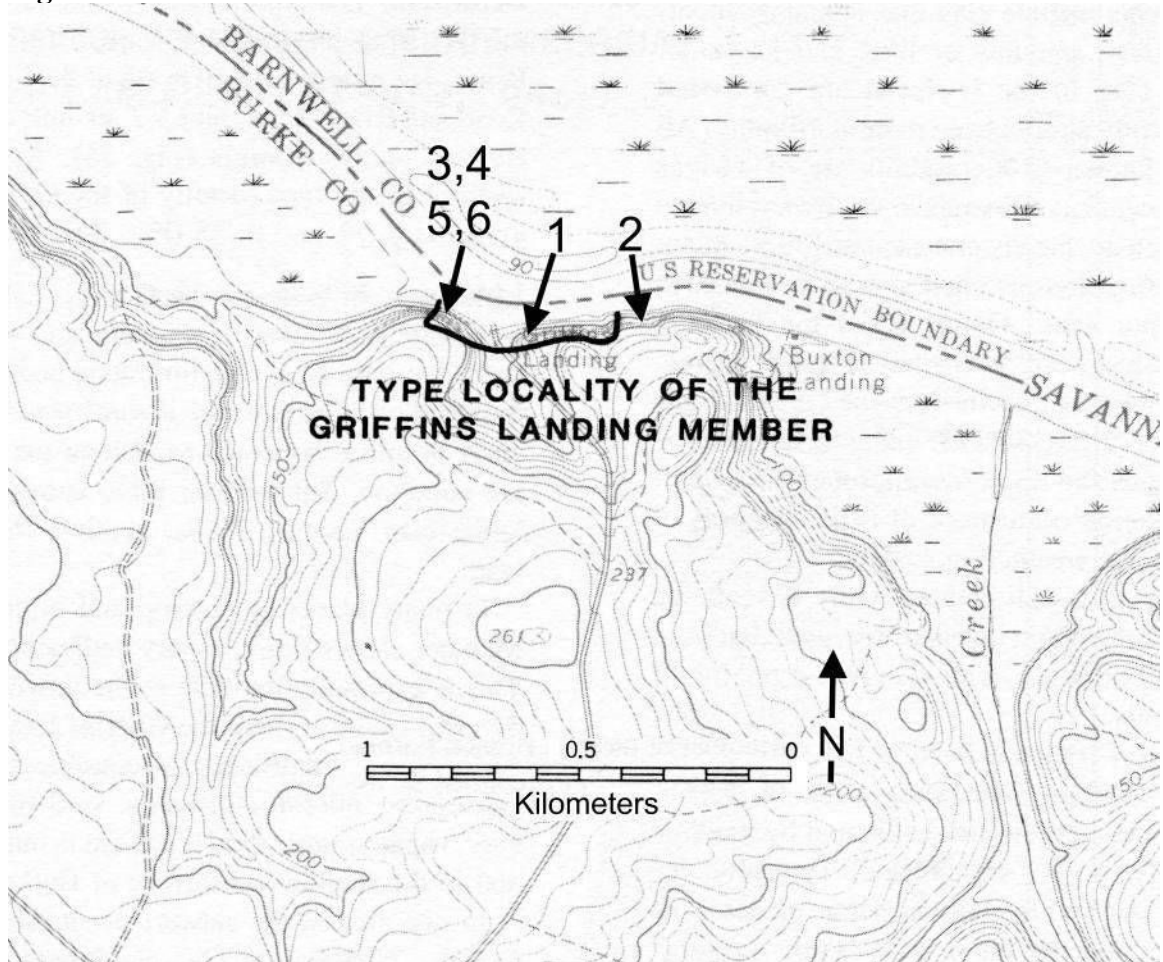 BARNWELL CO
BURKE CO
3,4
5,6
1
2
90
U S RESERVATION BOUNDARY
Landing
Buxton
Landing
SAVANN
TYPE LOCALITY OF THE
GRIFFINS LANDING MEMBER
50
100
237
261
Creek
1 0.5 0
Kilometers
N
200
150
200